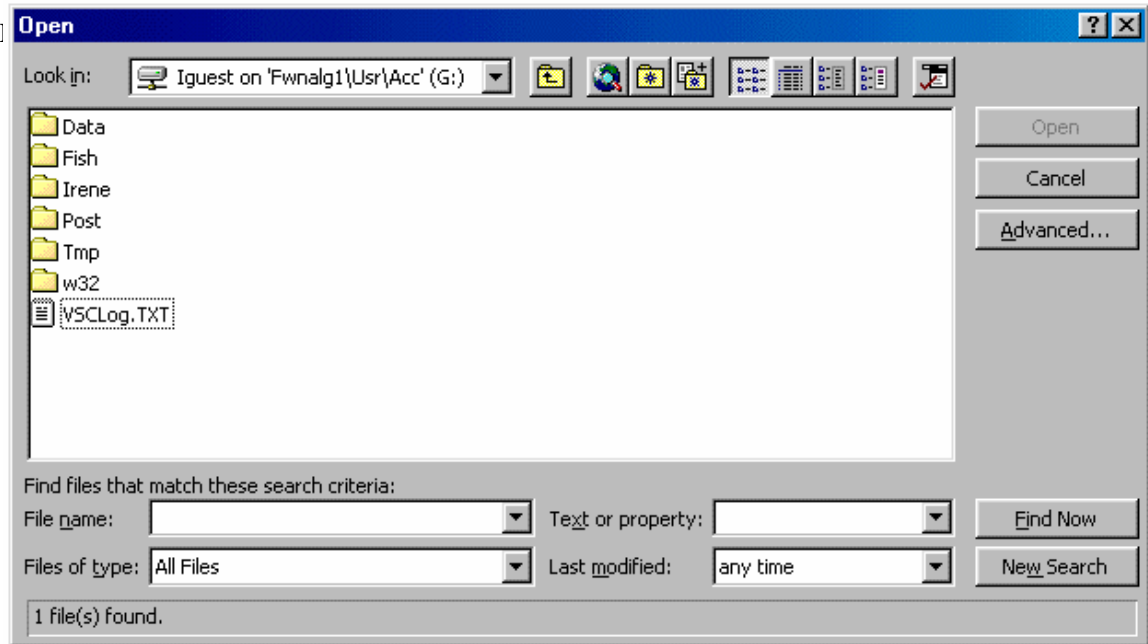 Open
Look in: Iguest on 'Fwnalg1\Usr\Acc' (G:)
Data
Fish
Irene
Post
Tmp
w32
VSCLog.TXT
Open
Cancel
Advanced...
Find files that match these search criteria:
File name: Text or property: Find Now
Files of type: All Files Last modified: any time New Search
1 file(s) found.